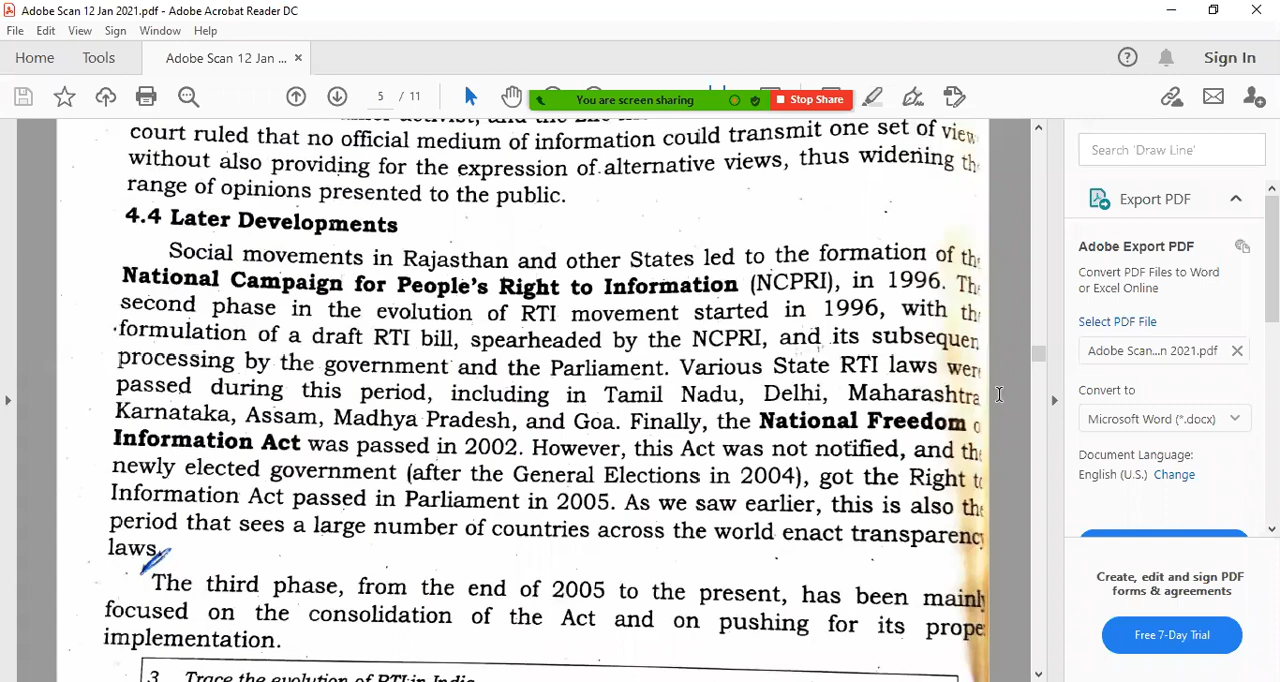 Adobe Scan 12 Jan 2021.pdf - Adobe Acrobat Reader DC
File Edit View Sign Window Help
Home Tools Adobe Scan 12 Jan ... × Sign In
5 / 11 You are screen sharing Stop Share
court ruled that no official medium of information could transmit one set of view
without also providing for the expression of alternative views, thus widening th
range of opinions presented to the public.
4.4 Later Developments
Social movements in Rajasthan and other States led to the formation of th
National Campaign for People's Right to Information (NCPRI), in 1996. Th
second phase in the evolution of RTI movement started in 1996, with th
formulation of a draft RTI bill, spearheaded by the NCPRI, and its subsequen
processing by the government and the Parliament. Various State RTI laws wer
passed during this period, including in Tamil Nadu, Delhi, Maharashtra
Karnataka, Assam, Madhya Pradesh, and Goa. Finally, the National Freedom o
Information Act was passed in 2002. However, this Act was not notified, and th
newly elected government (after the General Elections in 2004), got the Right t
Information Act passed in Parliament in 2005. As we saw earlier, this is also th
period that sees a large number of countries across the world enact transparenc
laws.
The third phase, from the end of 2005 to the present, has been mainl
focused on the consolidation of the Act and on pushing for its prope
implementation.
3. Trace the evolution of RTI in India
Search 'Draw Line'
Export PDF
Adobe Export PDF
Convert PDF Files to Word
or Excel Online
Select PDF File
Adobe Scan...n 2021.pdf
Convert to
Microsoft Word (*.docx)
Document Language:
English (U.S.) Change
Create, edit and sign PDF
forms & agreements
Free 7-Day Trial